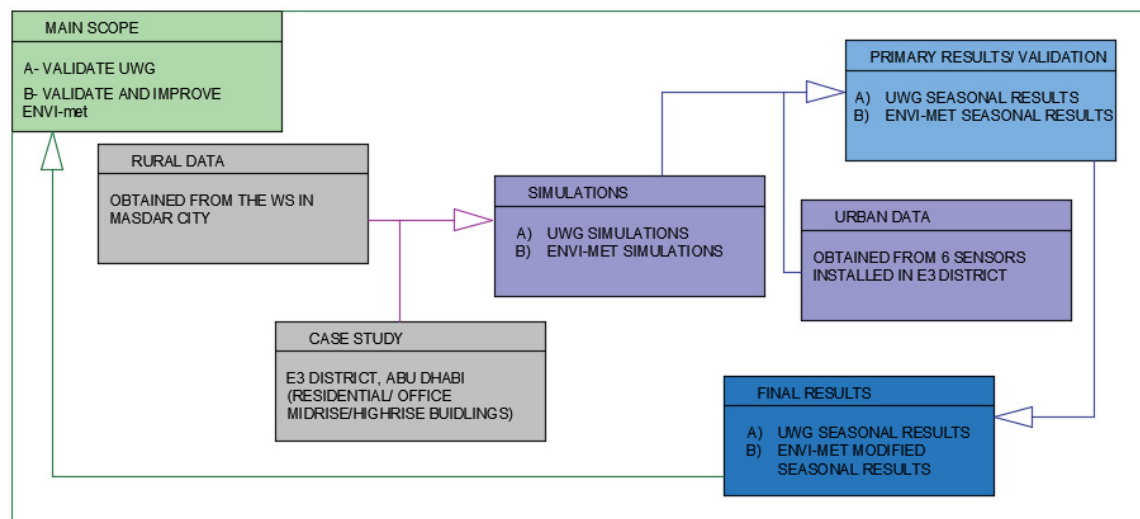 MAIN SCOPE
A- VALIDATE UWG
B- VALIDATE AND IMPROVE
ENVI-met
RURAL DATA
OBTAINED FROM THE WS IN
MASDAR CITY
CASE STUDY
E3 DISTRICT, ABU DHABI
(RESIDENTIAL/ OFFICE
MIDRISE/HIGHRISE BUIDLINGS)
SIMULATIONS
A) UWG SIMULATIONS
B) ENVI-MET SIMULATIONS
PRIMARY RESULTS/ VALIDATION
A) UWG SEASONAL RESULTS
B) ENVI-MET SEASONAL RESULTS
URBAN DATA
OBTAINED FROM 6 SENSORS
INSTALLED IN E3 DISTRICT
FINAL RESULTS
A) UWG SEASONAL RESULTS
B) ENVI-MET MODIFIED
SEASONAL RESULTS